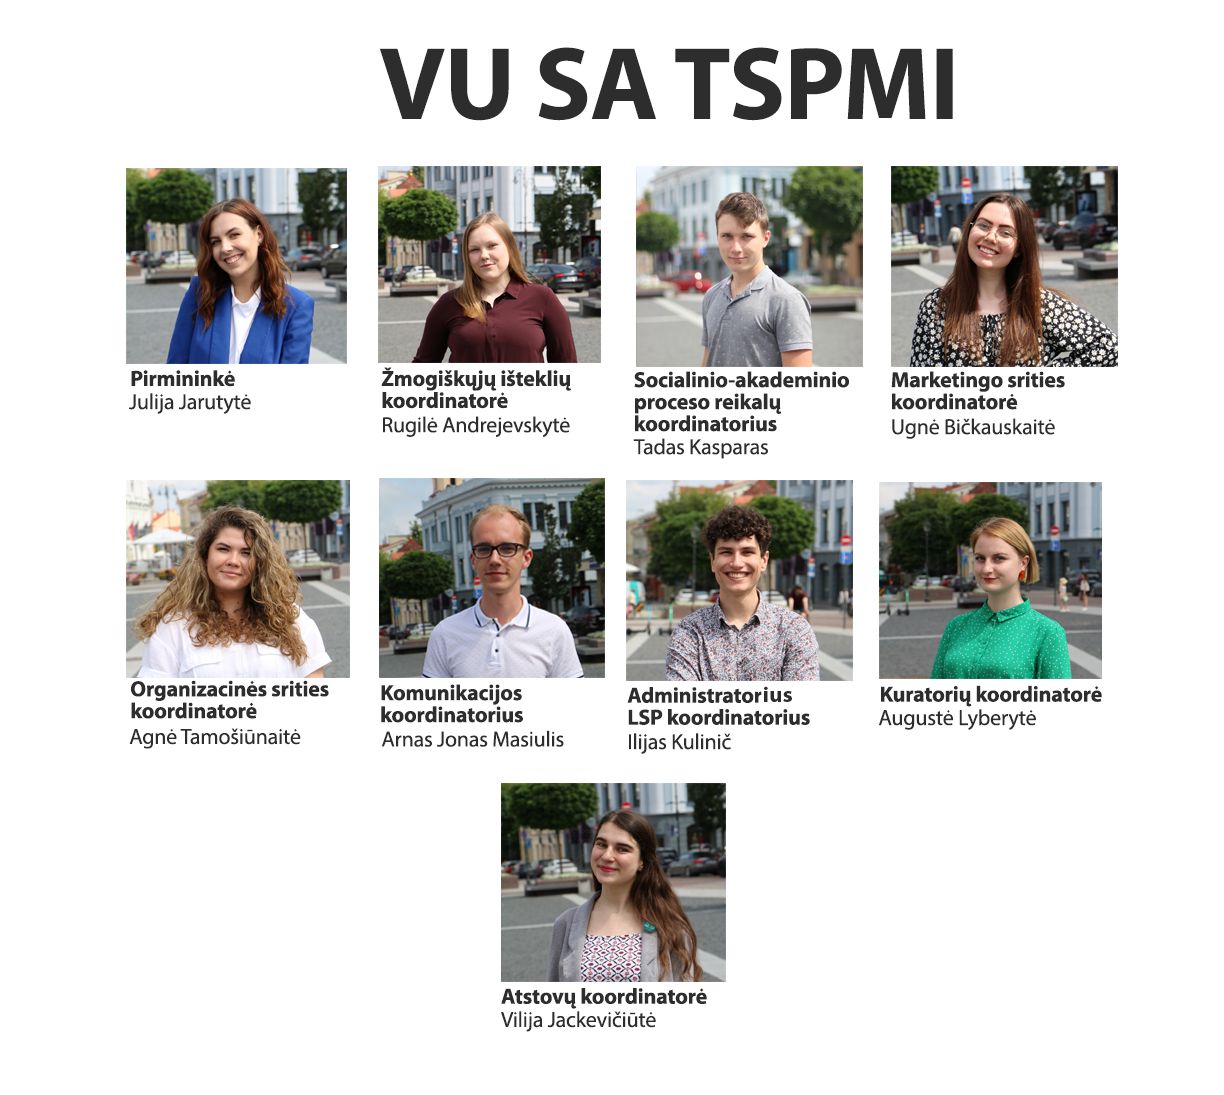 VU SA TSPMI
Pirmininkė
Julija Jarutytė
Žmogiškųjų išteklių
koordinatorė
Rugilė Andrejevskytė
Socialinio-akademinio
proceso reikalų
koordinatorius
Tadas Kasparas
Marketingo srities
koordinatorė
Ugnė Bičkauskaitė
Organizacinės srities
koordinatorė
Agnė Tamošiūnaitė
Komunikacijos
koordinatorius
Arnas Jonas Masiulis
Administratorius
LSP koordinatorius
Ilijas Kulinič
Kuratorių koordinatorė
Augustė Lyberytė
Atstovų koordinatorė
Vilija Jackevičiūtė